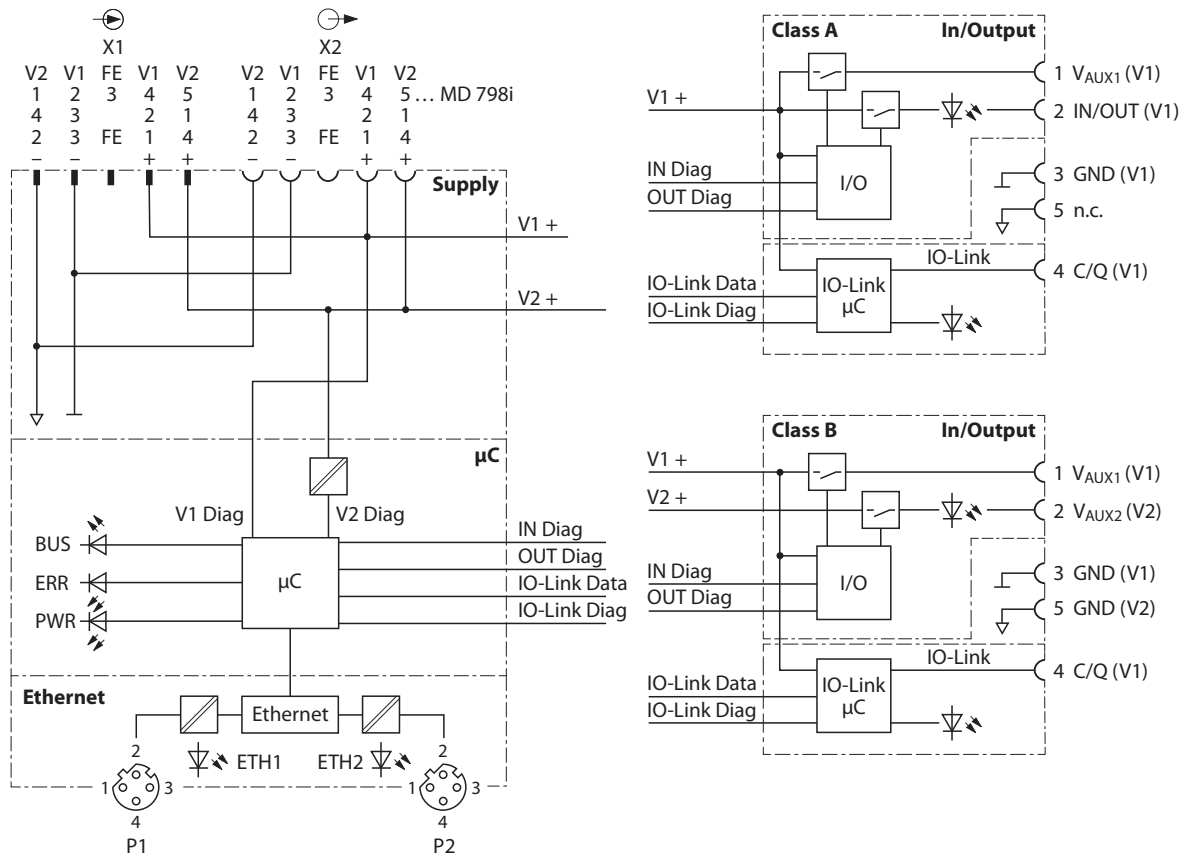 X1
X2
V2 V1 FE V1 V2 V2 V1 FE V1 V2
1 2 3 4 5 1 2 3 4 5 … MD 798i
4 3 2 1 4 3 2 1
2 3 FE 1 4 2 3 FE 1 4
– – + + – – + +
Supply
V1 +
V2 +
µC
V1 Diag
V2 Diag
BUS
ERR
PWR
µC
IN Diag
OUT Diag
IO-Link Data
IO-Link Diag
Ethernet
Ethernet
ETH1
ETH2
2
1
3
4
P1
2
1
3
4
P2
Class A
In/Output
V1 +
IN Diag
OUT Diag
I/O
1 VAUX1 (V1)
2 IN/OUT (V1)
3 GND (V1)
5 n.c.
IO-Link
4 C/Q (V1)
IO-Link Data
IO-Link Diag
IO-Link
µC
Class B
In/Output
V1 +
V2 +
IN Diag
OUT Diag
I/O
1 VAUX1 (V1)
2 VAUX2 (V2)
3 GND (V1)
5 GND (V2)
IO-Link
4 C/Q (V1)
IO-Link Data
IO-Link Diag
IO-Link
µC